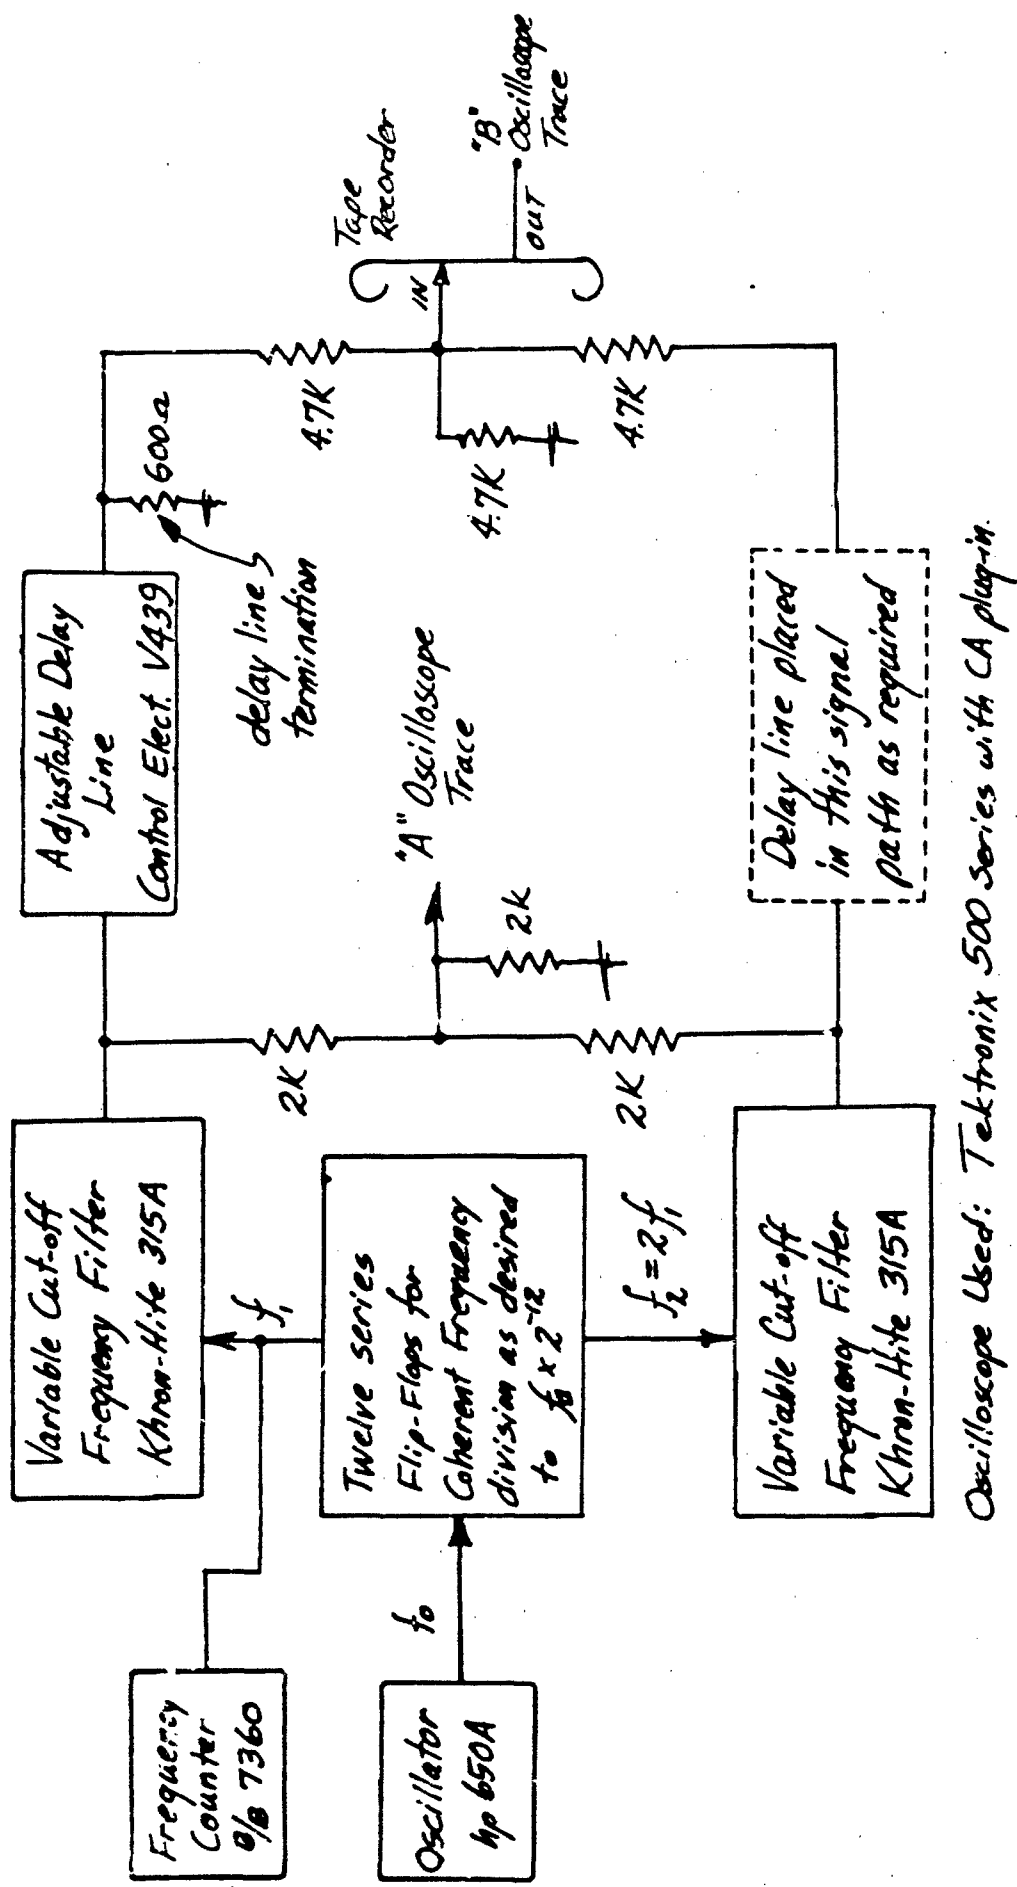 Frequency
Counter
B/B 7360
Oscillator
hp 650A
f₀
Variable Cut-off
Frequency Filter
Khron-Hite 315A
f₁
Twelve series
Flip-Flops for
Coherent Frequency
division as desired
to f₀ x 2⁻¹²
f₂ = 2f₁
Variable Cut-off
Frequency Filter
Khron-Hite 315A
2K
2K
2K
"A" Oscilloscope
Trace
Adjustable Delay
Line
Control Elect. V439
600Ω
delay line
termination
Delay line placed
in this signal
path as required
4.7K
4.7K
4.7K
Tape
Recorder
IN
OUT
"B"
Oscilloscope
Trace
Oscilloscope Used: Tektronix 500 Series with CA plug-in.